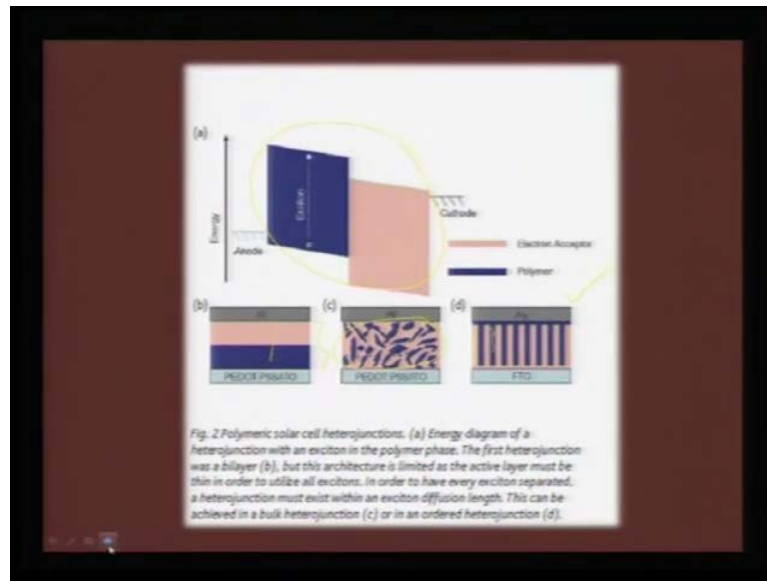 (a)
Energy
Exciton
Anode
Cathode
Electron Acceptor
Polymer
(b) (c) (d)
Al Al
PEDOT:PSS/ITO PEDOT:PSS/ITO FTO
Fig. 2 Polymeric solar cell heterojunctions. (a) Energy diagram of a
heterojunction with an exciton in the polymer phase. The first heterojunction
was a bilayer (b), but this architecture is limited as the active layer must be
thin in order to utilize all excitons. In order to have every exciton separated,
a heterojunction must exist within an exciton diffusion length. This can be
achieved in a bulk heterojunction (c) or in an ordered heterojunction (d).